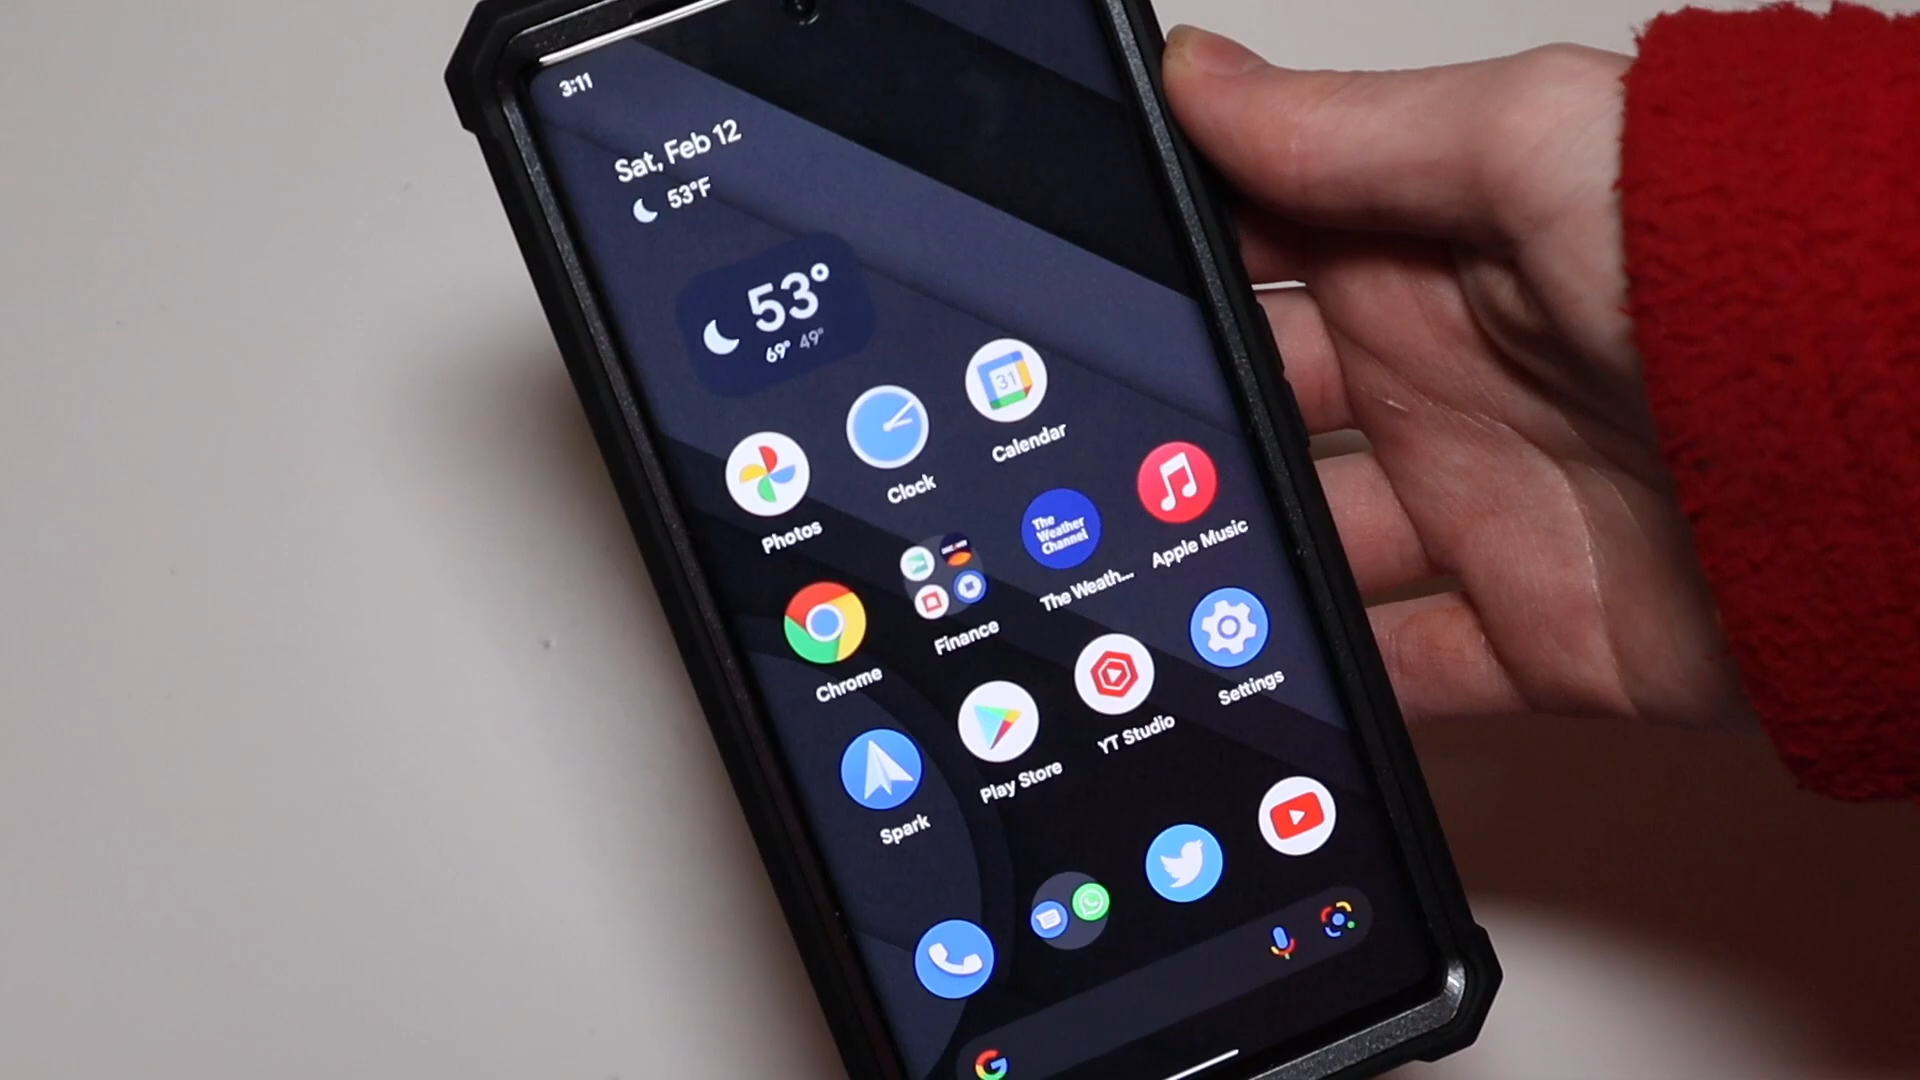 3:11
Sat, Feb 12
53°F
53°
69° 49°
31
Calendar
Clock
Photos
The
Weather
Channel
Apple Music
The Weath...
Finance
Chrome
Settings
YT Studio
Play Store
Spark
G